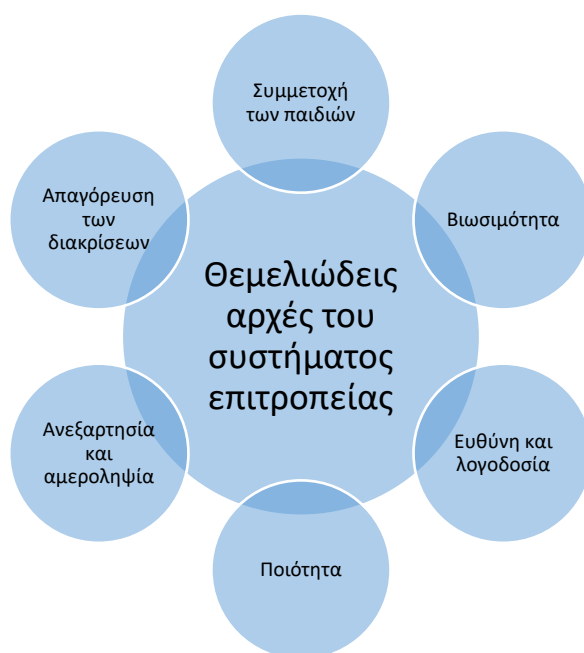 Συμμετοχή
των παιδιών
Απαγόρευση
των
διακρίσεων
Βιωσιμότητα
Θεμελιώδεις
αρχές του
συστήματος
επιτροπείας
Ανεξαρτησία
και
αμεροληψία
Ευθύνη και
λογοδοσία
Ποιότητα